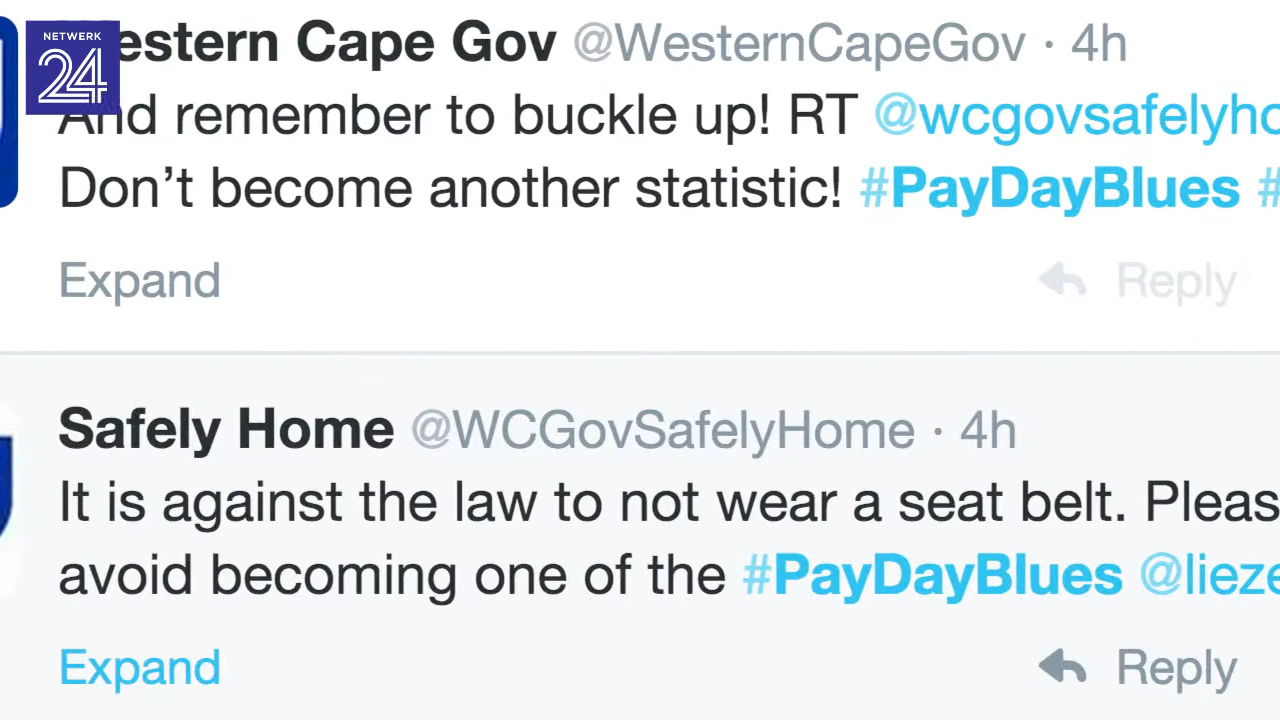 NETWERK
24
estern Cape Gov @WesternCapeGov · 4h
And remember to buckle up! RT @wcgovsafelyho
Don’t become another statistic! #PayDayBlues #
Expand
Reply
Safely Home @WCGovSafelyHome · 4h
It is against the law to not wear a seat belt. Pleas
avoid becoming one of the #PayDayBlues @lieze
Expand
Reply